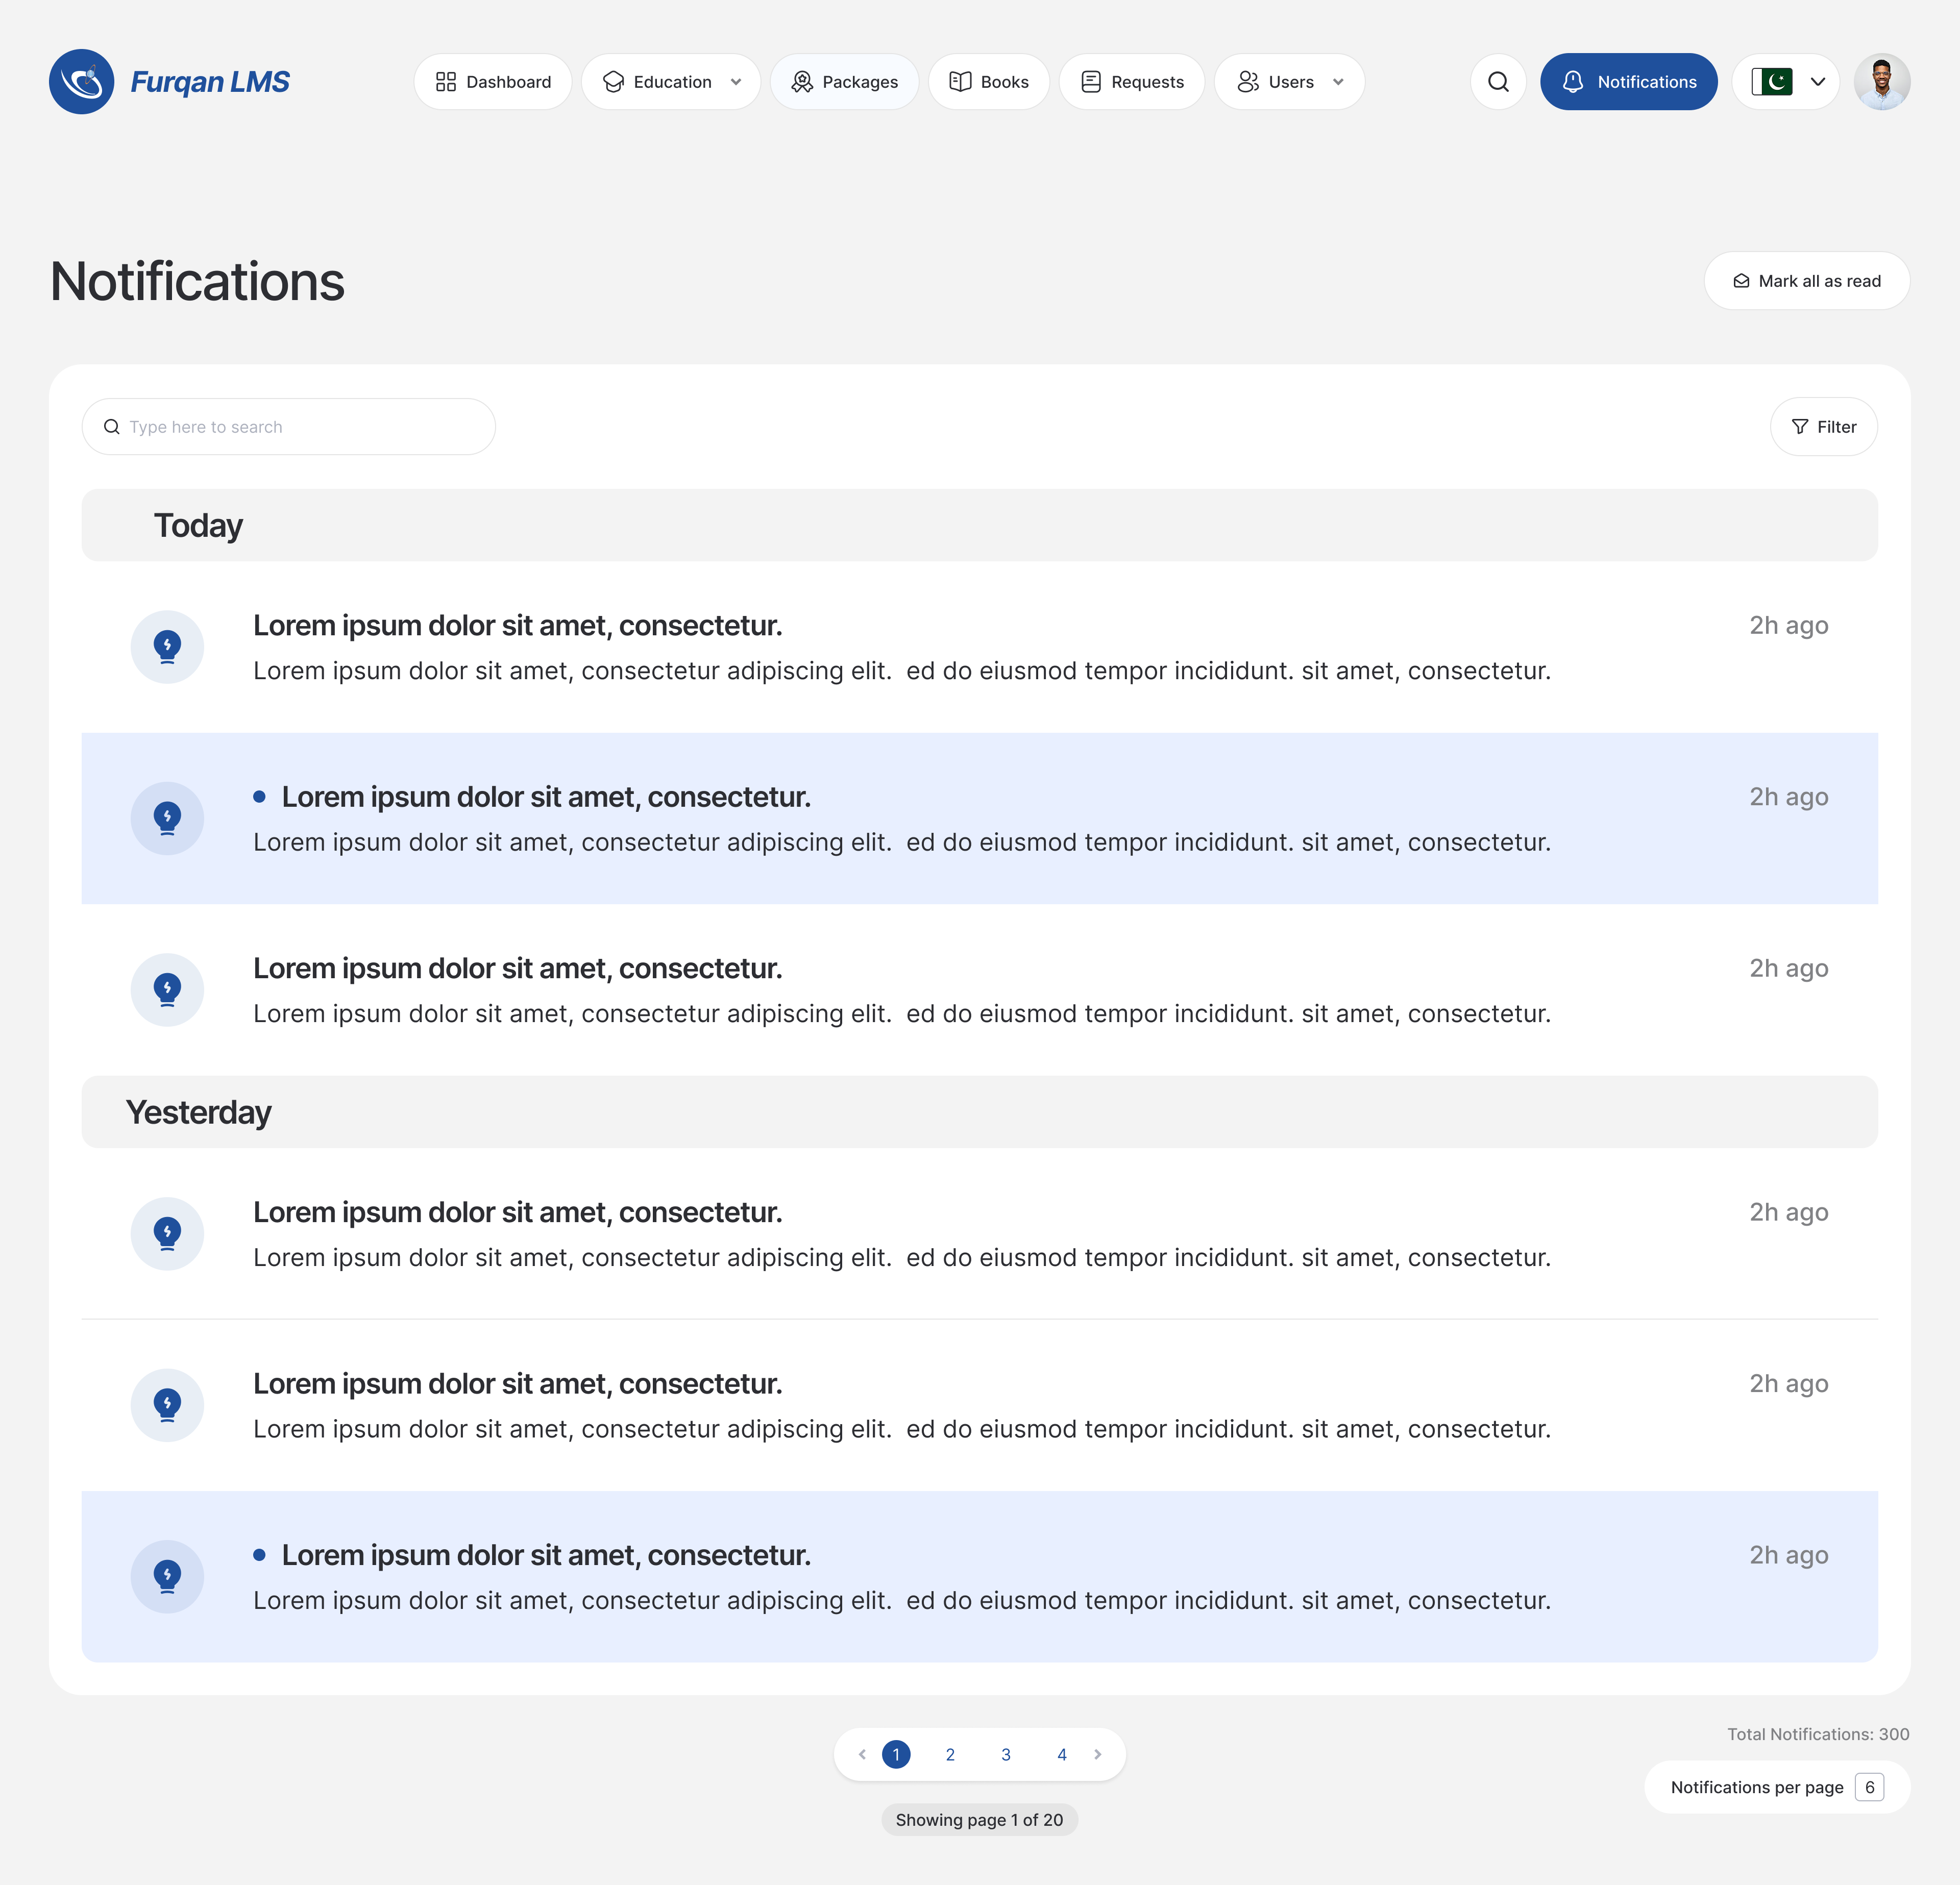 Furqan LMS
Dashboard
Education
Packages
Books
Requests
Users
Notifications
Notifications
Mark all as read
Type here to search
Filter
Today
Lorem ipsum dolor sit amet, consectetur.
2h ago
Lorem ipsum dolor sit amet, consectetur adipiscing elit.  ed do eiusmod tempor incididunt. sit amet, consectetur.
Lorem ipsum dolor sit amet, consectetur.
2h ago
Lorem ipsum dolor sit amet, consectetur adipiscing elit.  ed do eiusmod tempor incididunt. sit amet, consectetur.
Lorem ipsum dolor sit amet, consectetur.
2h ago
Lorem ipsum dolor sit amet, consectetur adipiscing elit.  ed do eiusmod tempor incididunt. sit amet, consectetur.
Yesterday
Lorem ipsum dolor sit amet, consectetur.
2h ago
Lorem ipsum dolor sit amet, consectetur adipiscing elit.  ed do eiusmod tempor incididunt. sit amet, consectetur.
Lorem ipsum dolor sit amet, consectetur.
2h ago
Lorem ipsum dolor sit amet, consectetur adipiscing elit.  ed do eiusmod tempor incididunt. sit amet, consectetur.
Lorem ipsum dolor sit amet, consectetur.
2h ago
Lorem ipsum dolor sit amet, consectetur adipiscing elit.  ed do eiusmod tempor incididunt. sit amet, consectetur.
1 2 3 4
Showing page 1 of 20
Total Notifications: 300
Notifications per page 6